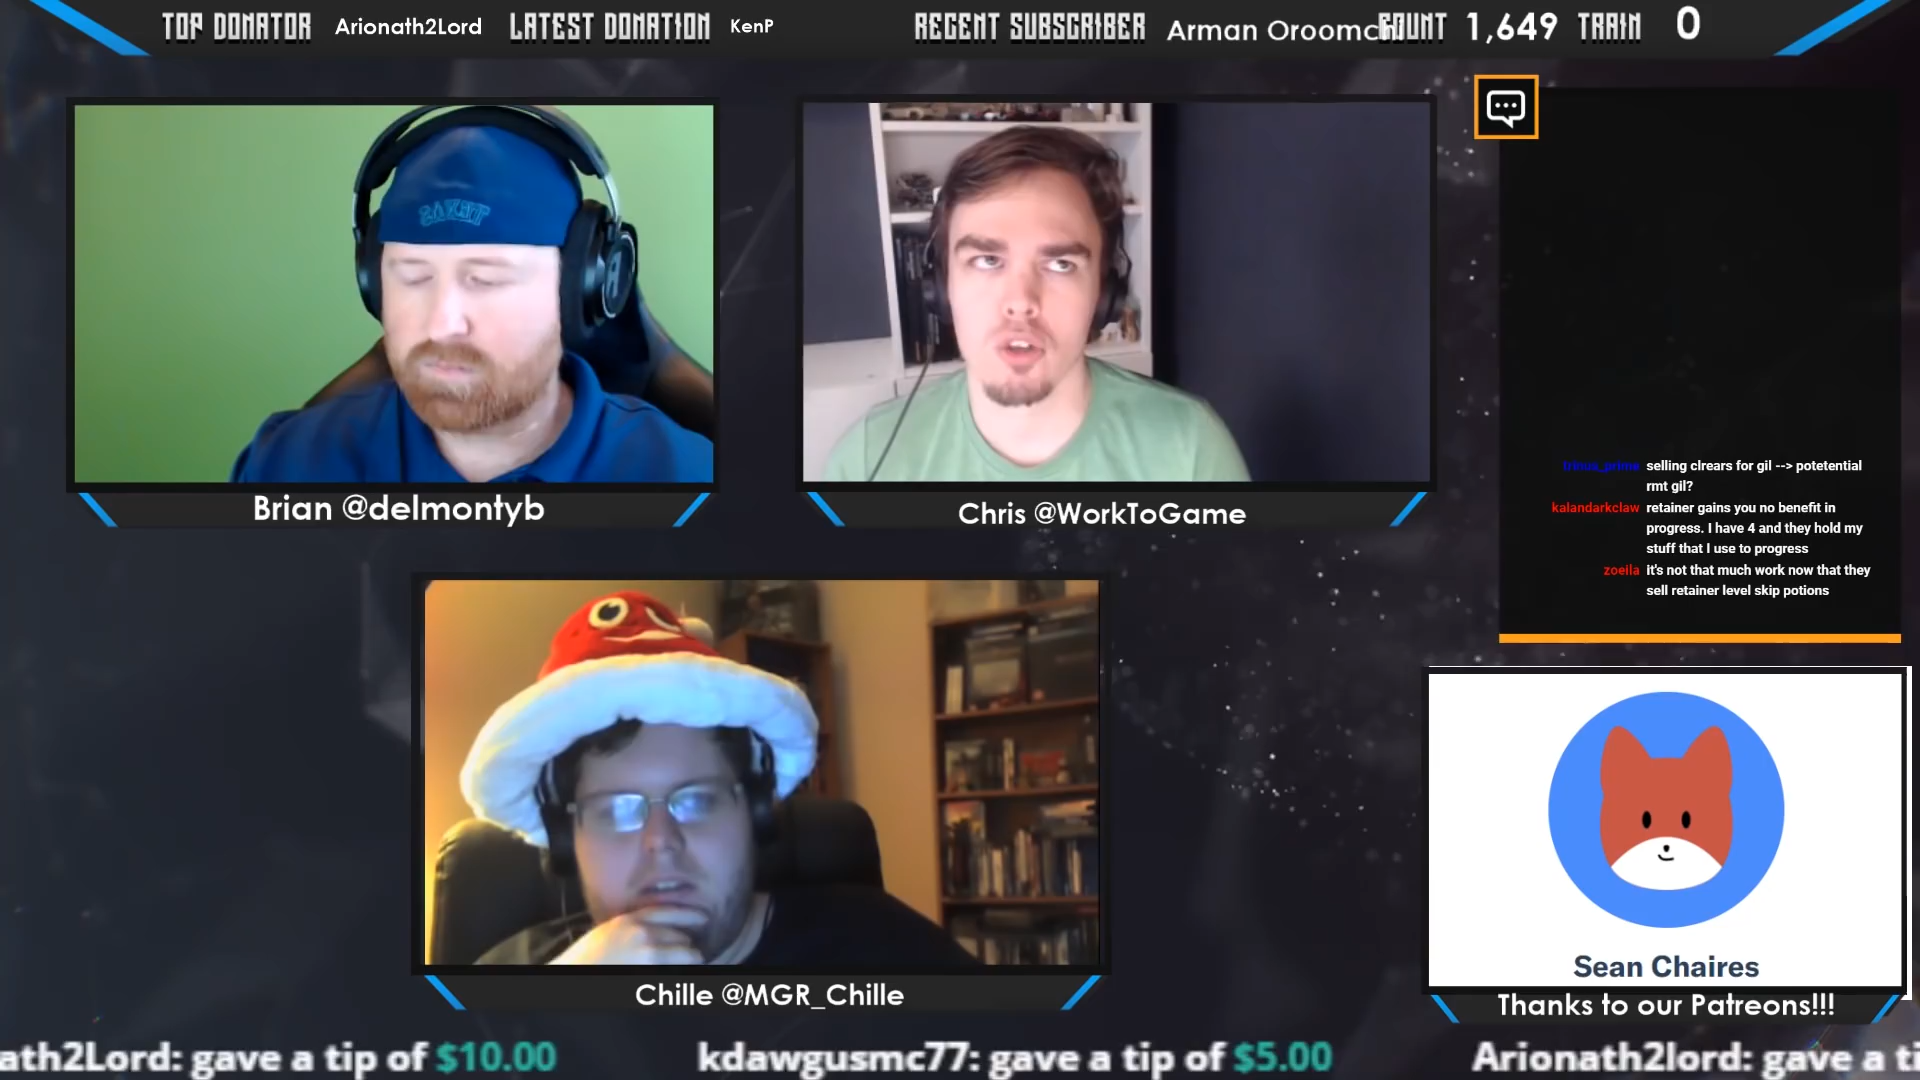 TOP DONATOR Arionath2Lord LATEST DONATION KenP RECENT SUBSCRIBER Arman Oroomchi COUNT 1,649 TRAIN 0
Brian @delmontyb
Chris @WorkToGame
selling clrears for gil --> potetential
rmt gil?
kalandarkclaw retainer gains you no benefit in
progress. I have 4 and they hold my
stuff that I use to progress
zoeila it's not that much work now that they
sell retainer level skip potions
Chille @MGR_Chille
Sean Chaires
Thanks to our Patreons!!!
ath2Lord: gave a tip of $10.00 kdawgusmc77: gave a tip of $5.00 Arionath2lord: gave a ti